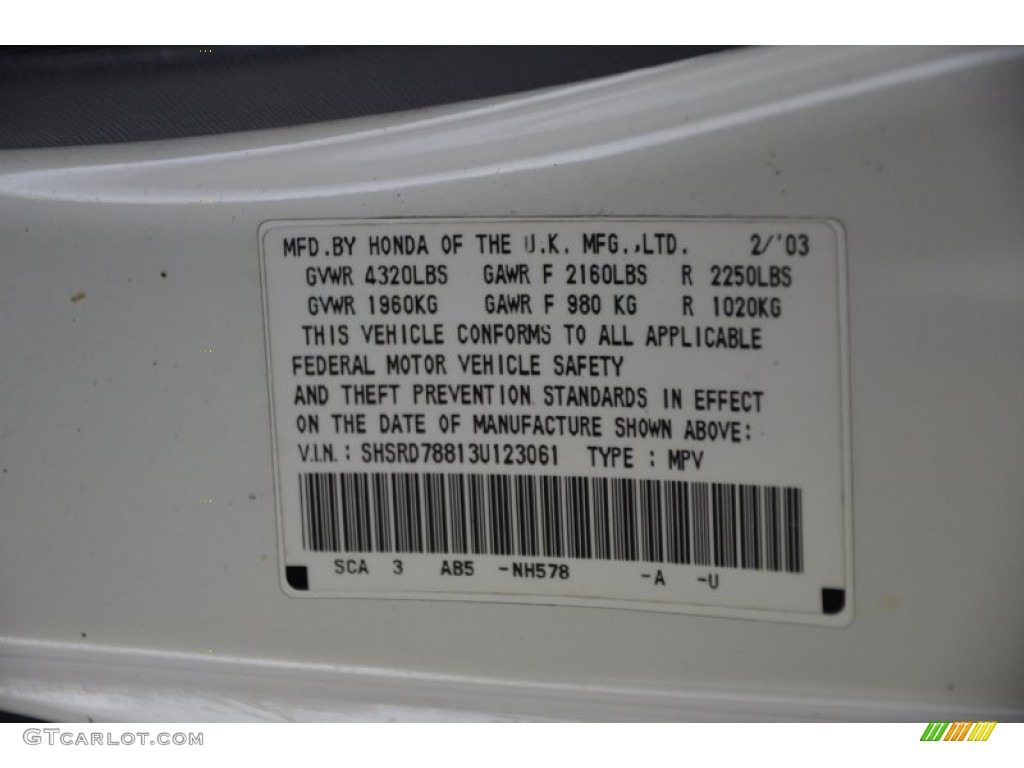 MFD.BY HONDA OF THE U.K. MFG.,LTD. 2/'03
GVWR 4320LBS GAWR F 2160LBS R 2250LBS
GVWR 1960KG GAWR F 980 KG R 1020KG
THIS VEHICLE CONFORMS TO ALL APPLICABLE
FEDERAL MOTOR VEHICLE SAFETY
AND THEFT PREVENTION STANDARDS IN EFFECT
ON THE DATE OF MANUFACTURE SHOWN ABOVE:
V.I.N.: SHSRD78813U123061 TYPE : MPV
SCA 3 AB5 -NH578 -A -U
GTCARLOT.COM